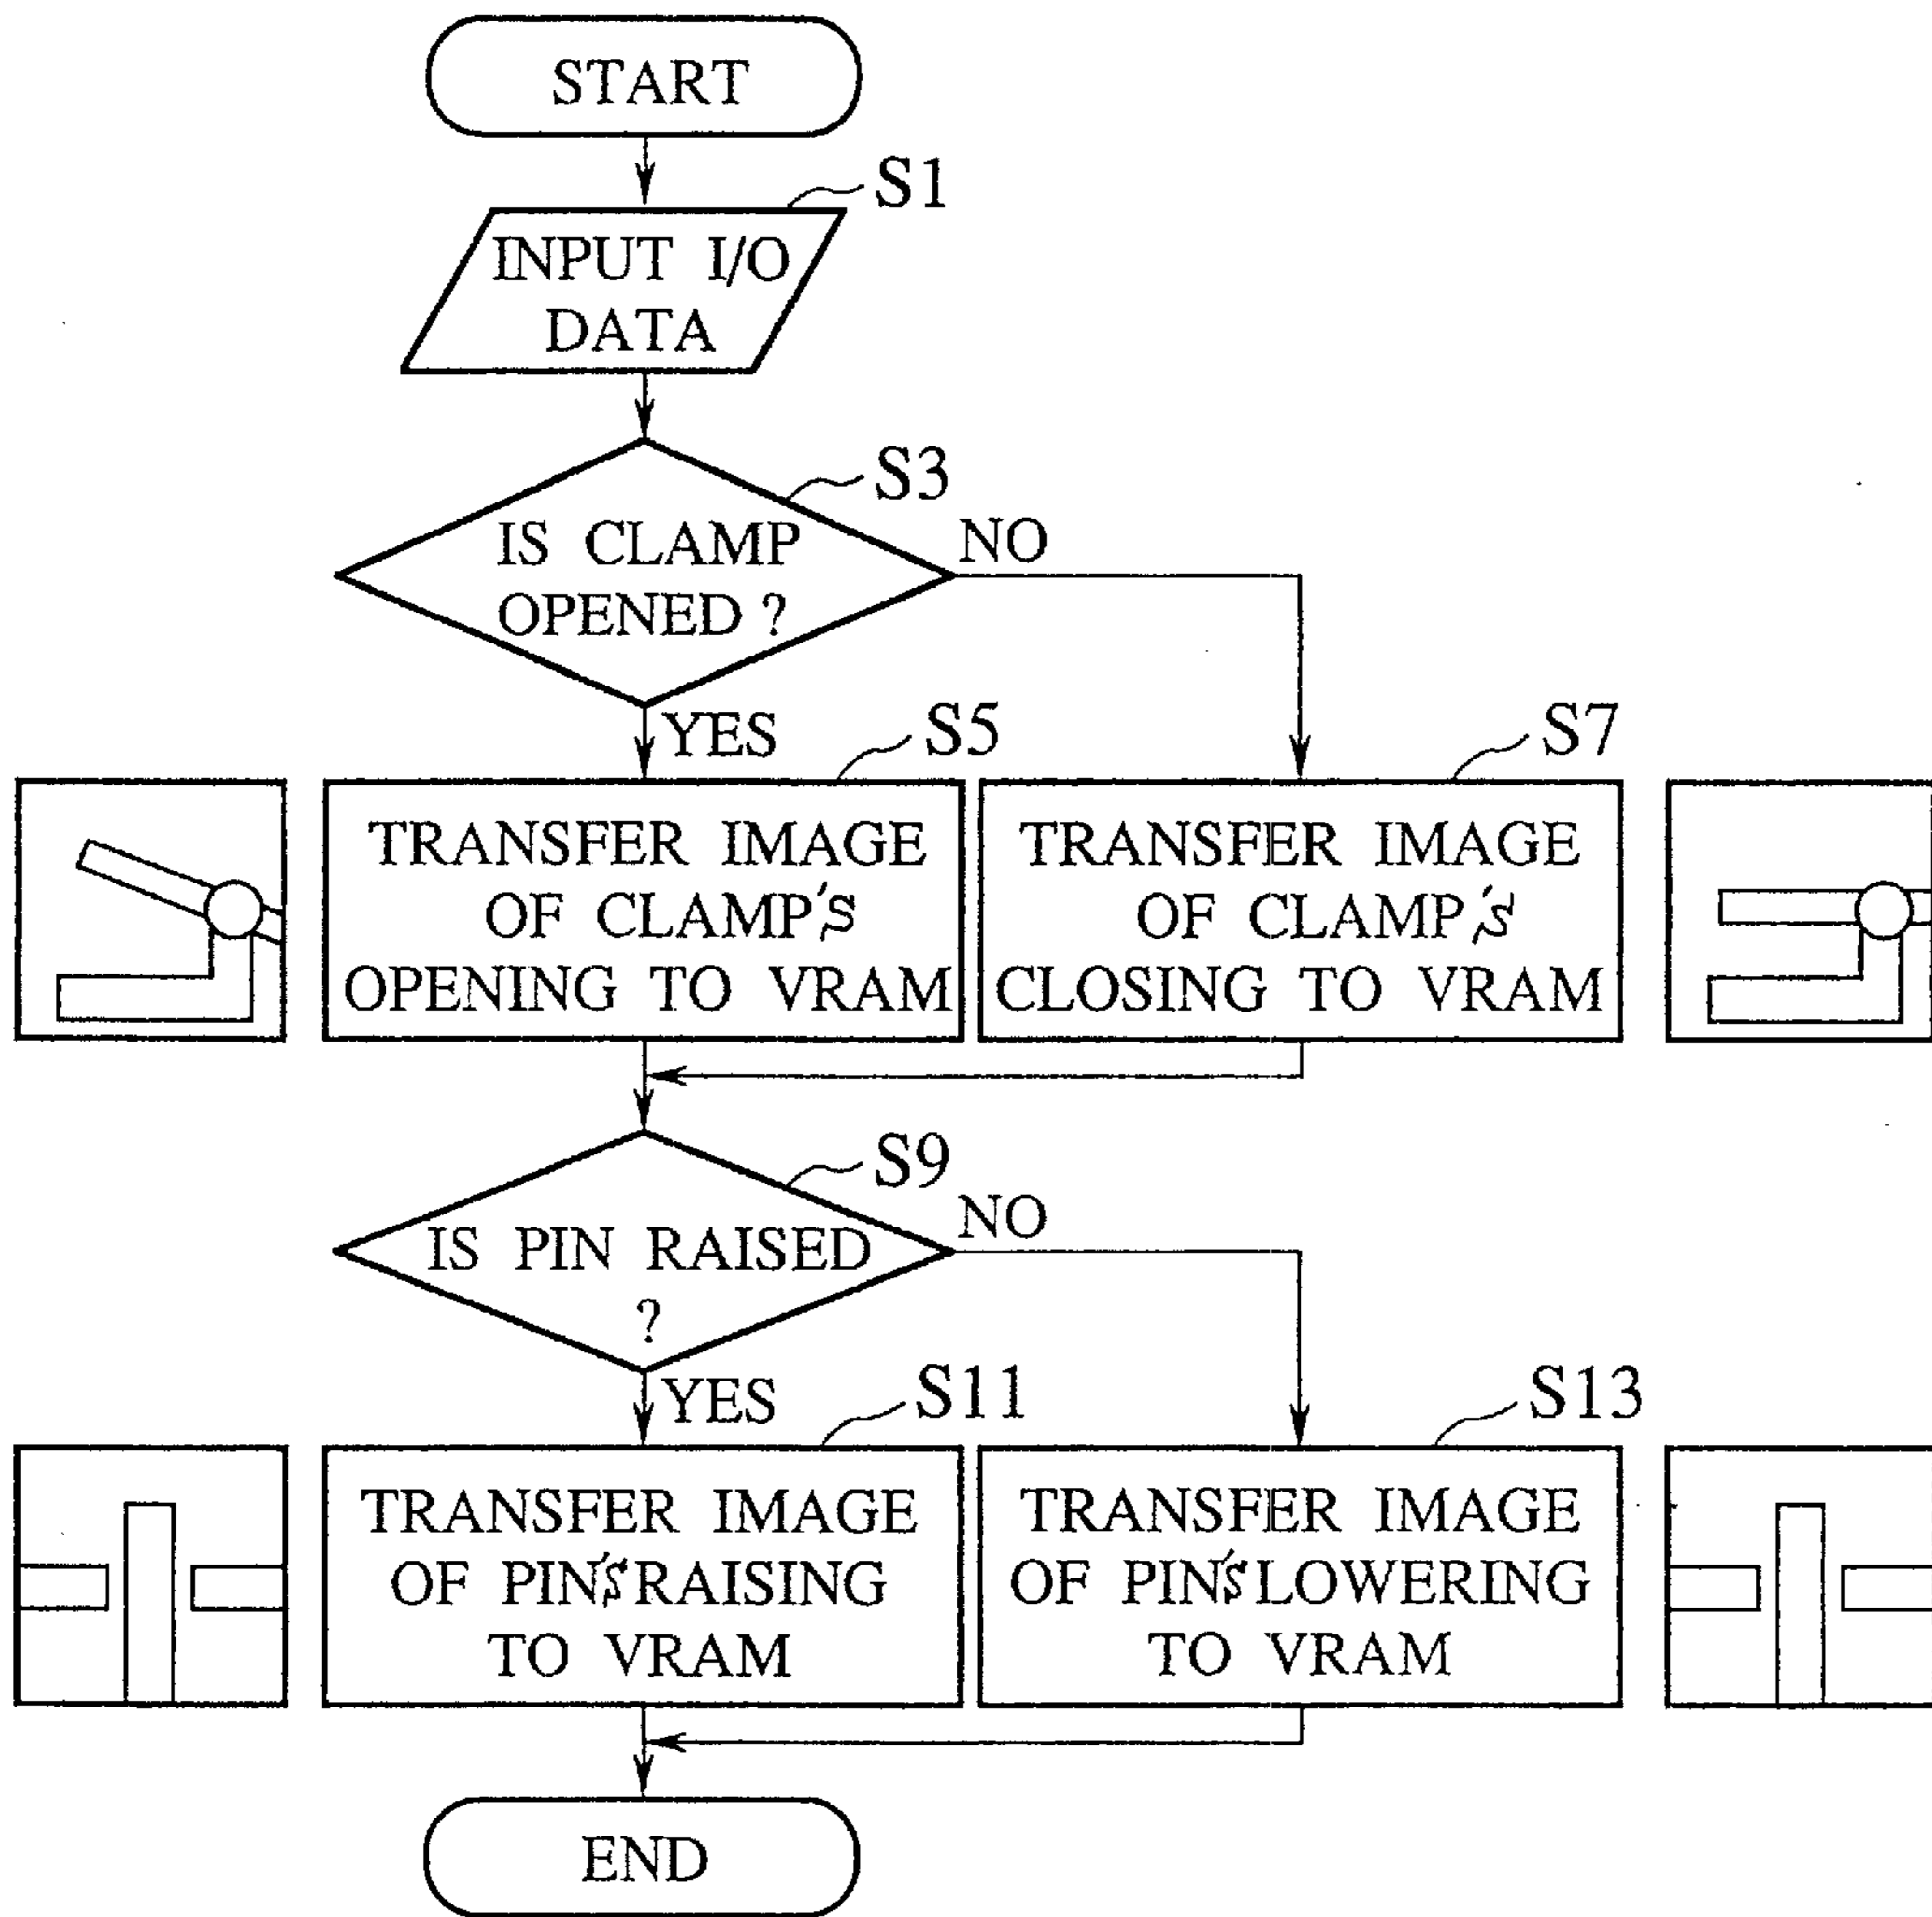 START
S1
INPUT I/O
DATA
S3
IS CLAMP
OPENED ?
NO
YES
S5
TRANSFER IMAGE
OF CLAMP'S
OPENING TO VRAM
S7
TRANSFER IMAGE
OF CLAMP's
CLOSING TO VRAM
S9
IS PIN RAISED
?
NO
YES
S11
TRANSFER IMAGE
OF PIN'S RAISING
TO VRAM
S13
TRANSFER IMAGE
OF PIN'S LOWERING
TO VRAM
END